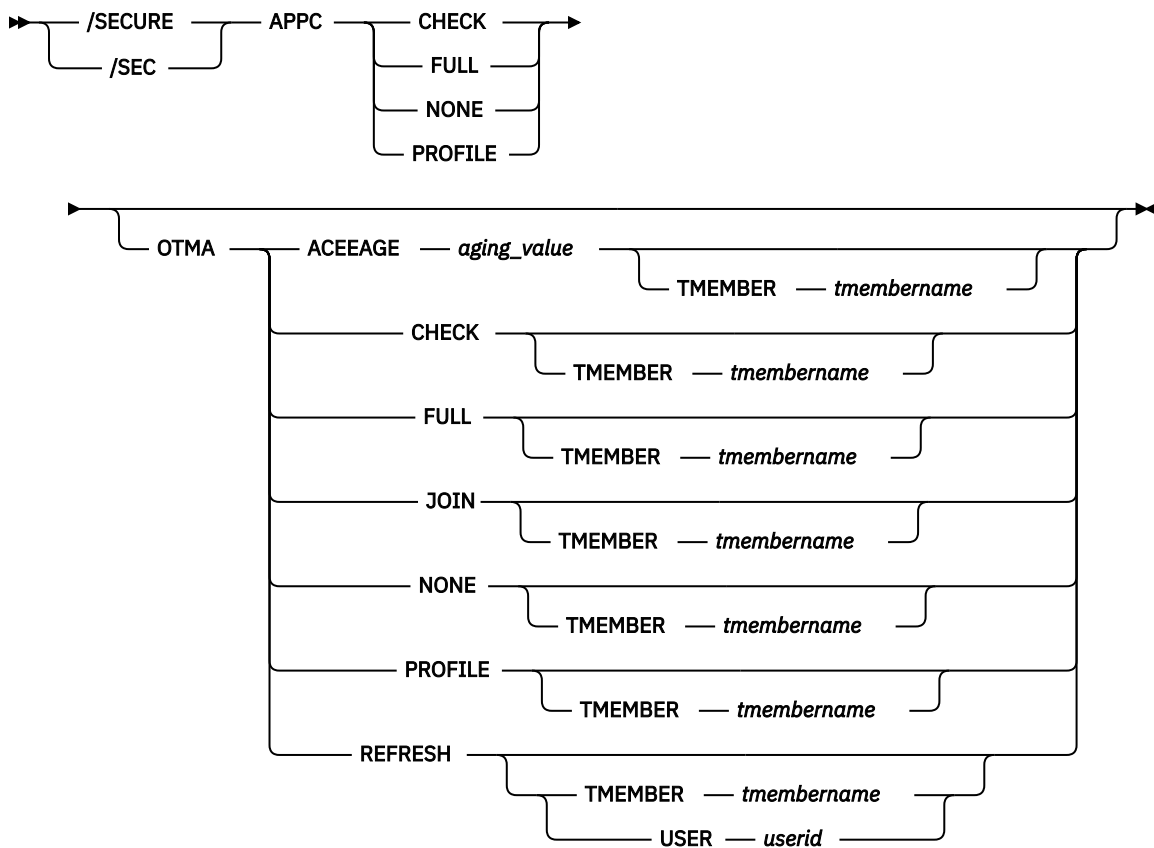 /SECURE APPC CHECK
/SEC FULL
NONE
PROFILE
OTMA ACEEAGE aging_value
TMEMBER tmembername
CHECK
TMEMBER tmembername
FULL
TMEMBER tmembername
JOIN
TMEMBER tmembername
NONE
TMEMBER tmembername
PROFILE
TMEMBER tmembername
REFRESH
TMEMBER tmembername
USER userid